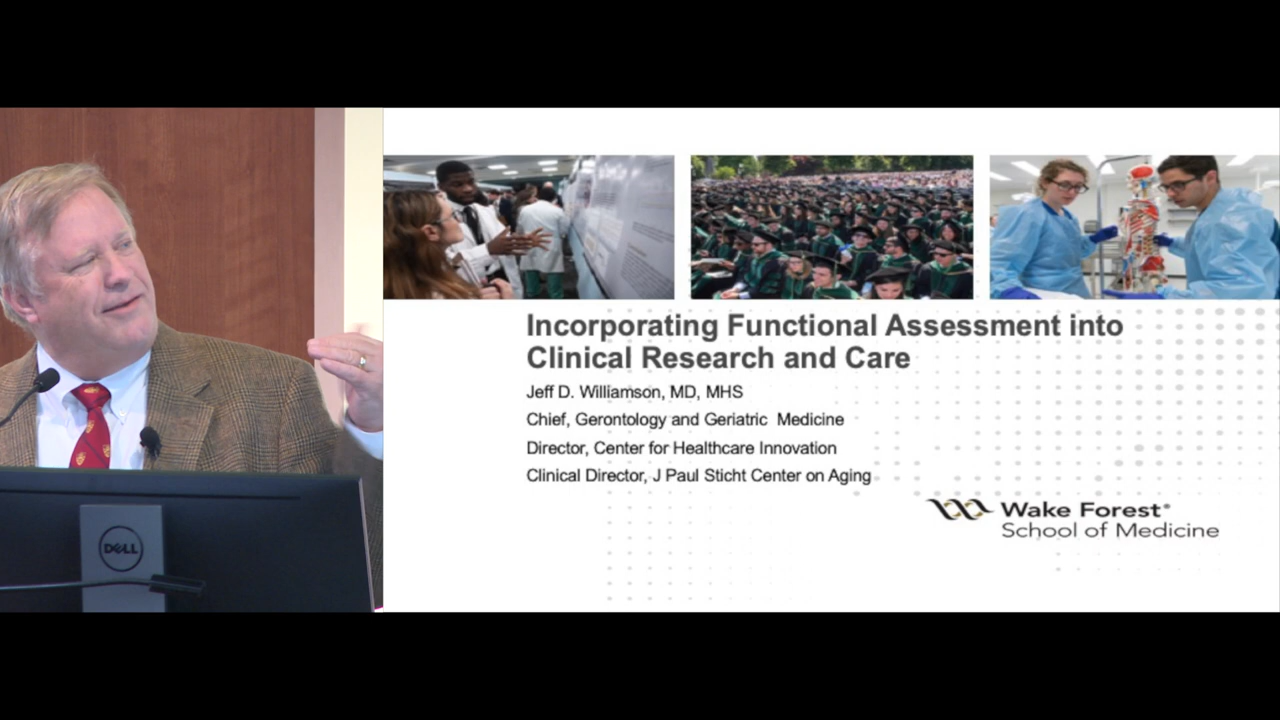 Incorporating Functional Assessment into
Clinical Research and Care
Jeff D. Williamson, MD, MHS
Chief, Gerontology and Geriatric Medicine
Director, Center for Healthcare Innovation
Clinical Director, J Paul Sticht Center on Aging
Wake Forest®
School of Medicine
DELL